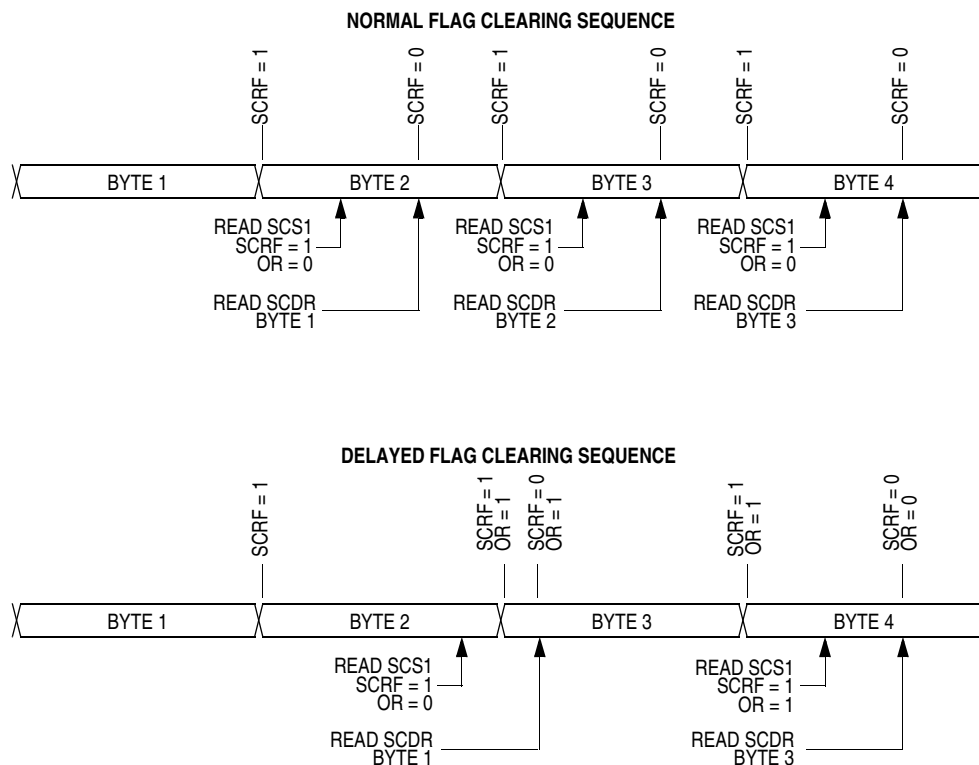 NORMAL FLAG CLEARING SEQUENCE
SCRF = 1
SCRF = 0
SCRF = 1
SCRF = 0
SCRF = 1
SCRF = 0
BYTE 1
BYTE 2
BYTE 3
BYTE 4
READ SCS1
SCRF = 1
OR = 0
READ SCS1
SCRF = 1
OR = 0
READ SCS1
SCRF = 1
OR = 0
READ SCDR
BYTE 1
READ SCDR
BYTE 2
READ SCDR
BYTE 3
DELAYED FLAG CLEARING SEQUENCE
SCRF = 1
SCRF = 1
OR = 1
SCRF = 0
OR = 1
SCRF = 1
OR = 1
SCRF = 0
OR = 0
BYTE 1
BYTE 2
BYTE 3
BYTE 4
READ SCS1
SCRF = 1
OR = 0
READ SCS1
SCRF = 1
OR = 1
READ SCDR
BYTE 1
READ SCDR
BYTE 3